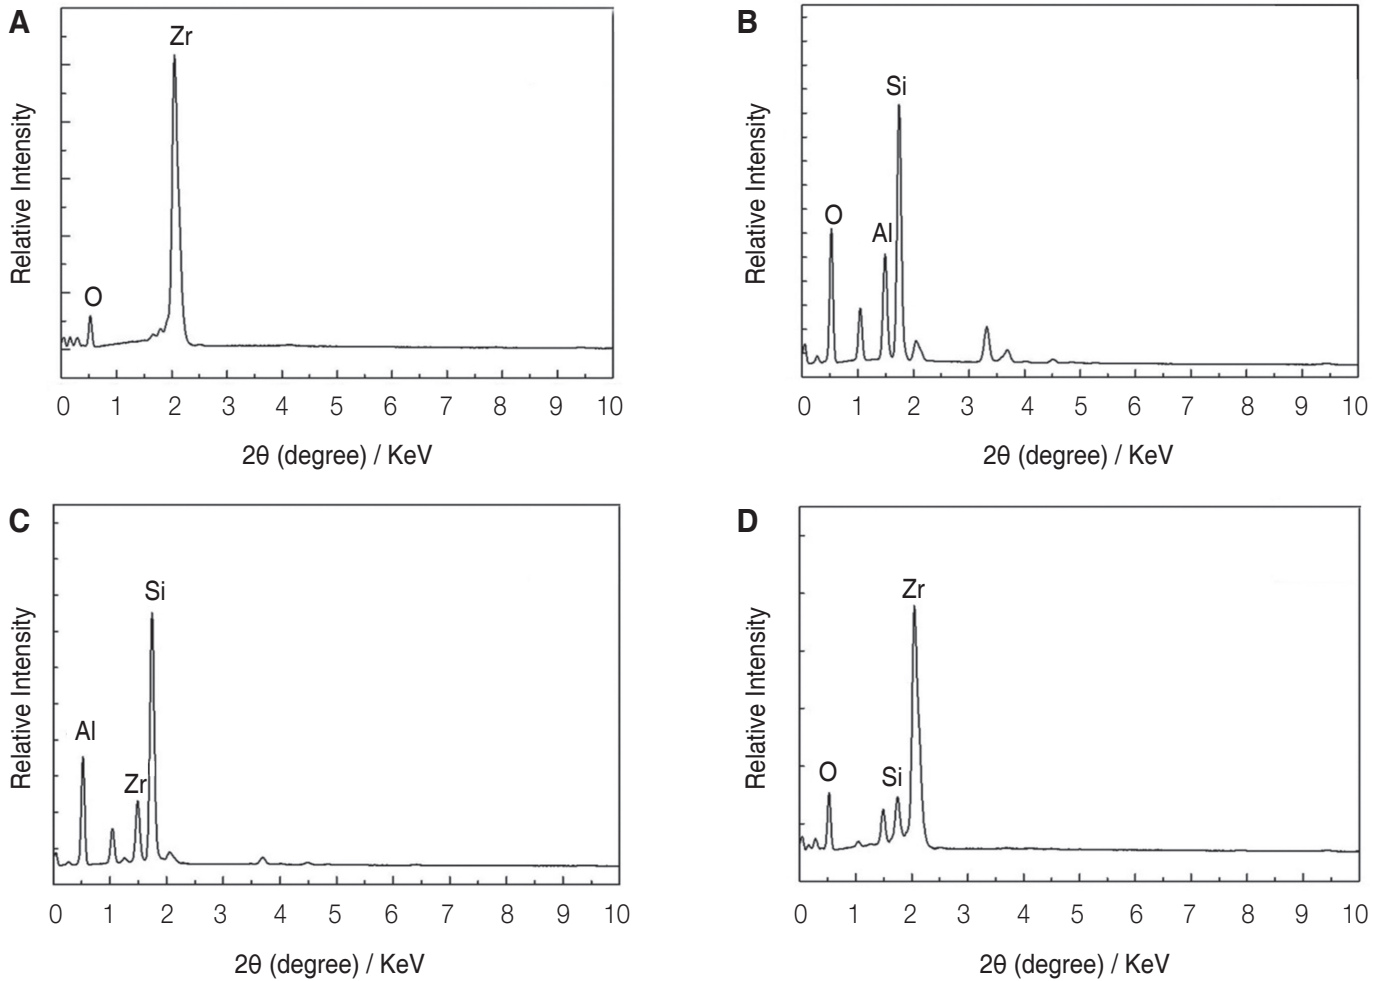 A
Zr
O
Relative Intensity
0 1 2 3 4 5 6 7 8 9 10
2θ (degree) / KeV
B
Si
O
Al
Relative Intensity
0 1 2 3 4 5 6 7 8 9 10
2θ (degree) / KeV
C
Si
Al
Zr
Relative Intensity
0 1 2 3 4 5 6 7 8 9 10
2θ (degree) / KeV
D
Zr
O
Si
Relative Intensity
0 1 2 3 4 5 6 7 8 9 10
2θ (degree) / KeV